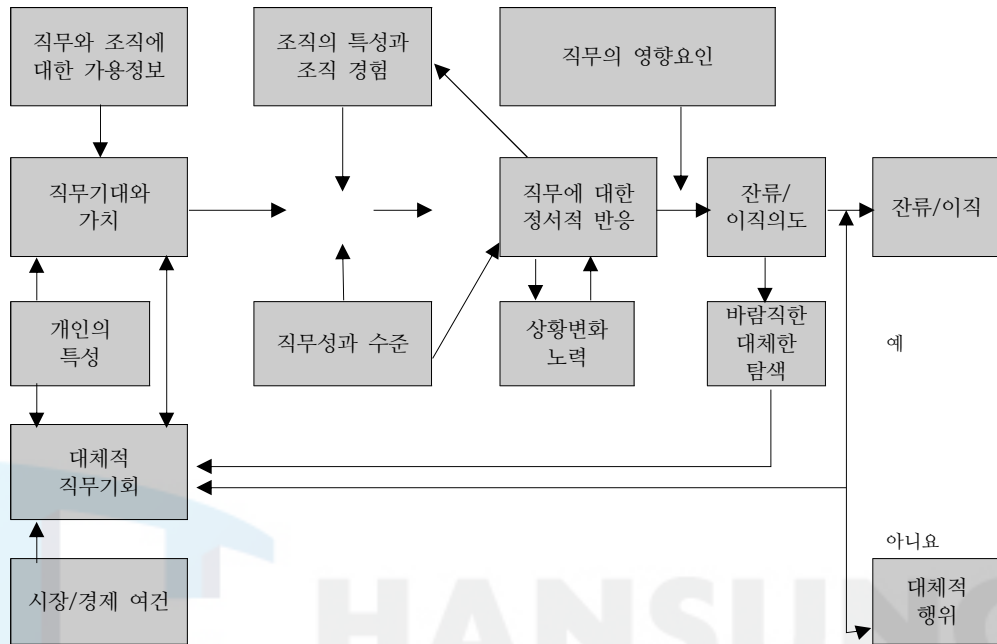 직무와 조직에
대한 가용정보
조직의 특성과
조직 경험
직무의 영향요인
직무기대와
가치
직무에 대한
정서적 반응
잔류/
이직의도
잔류/이직
개인의
특성
직무성과 수준
상황변화
노력
바람직한
대체한
탐색
예
대체적
직무기회
아니요
시장/경제 여건
대체적
행위
HANSUNG